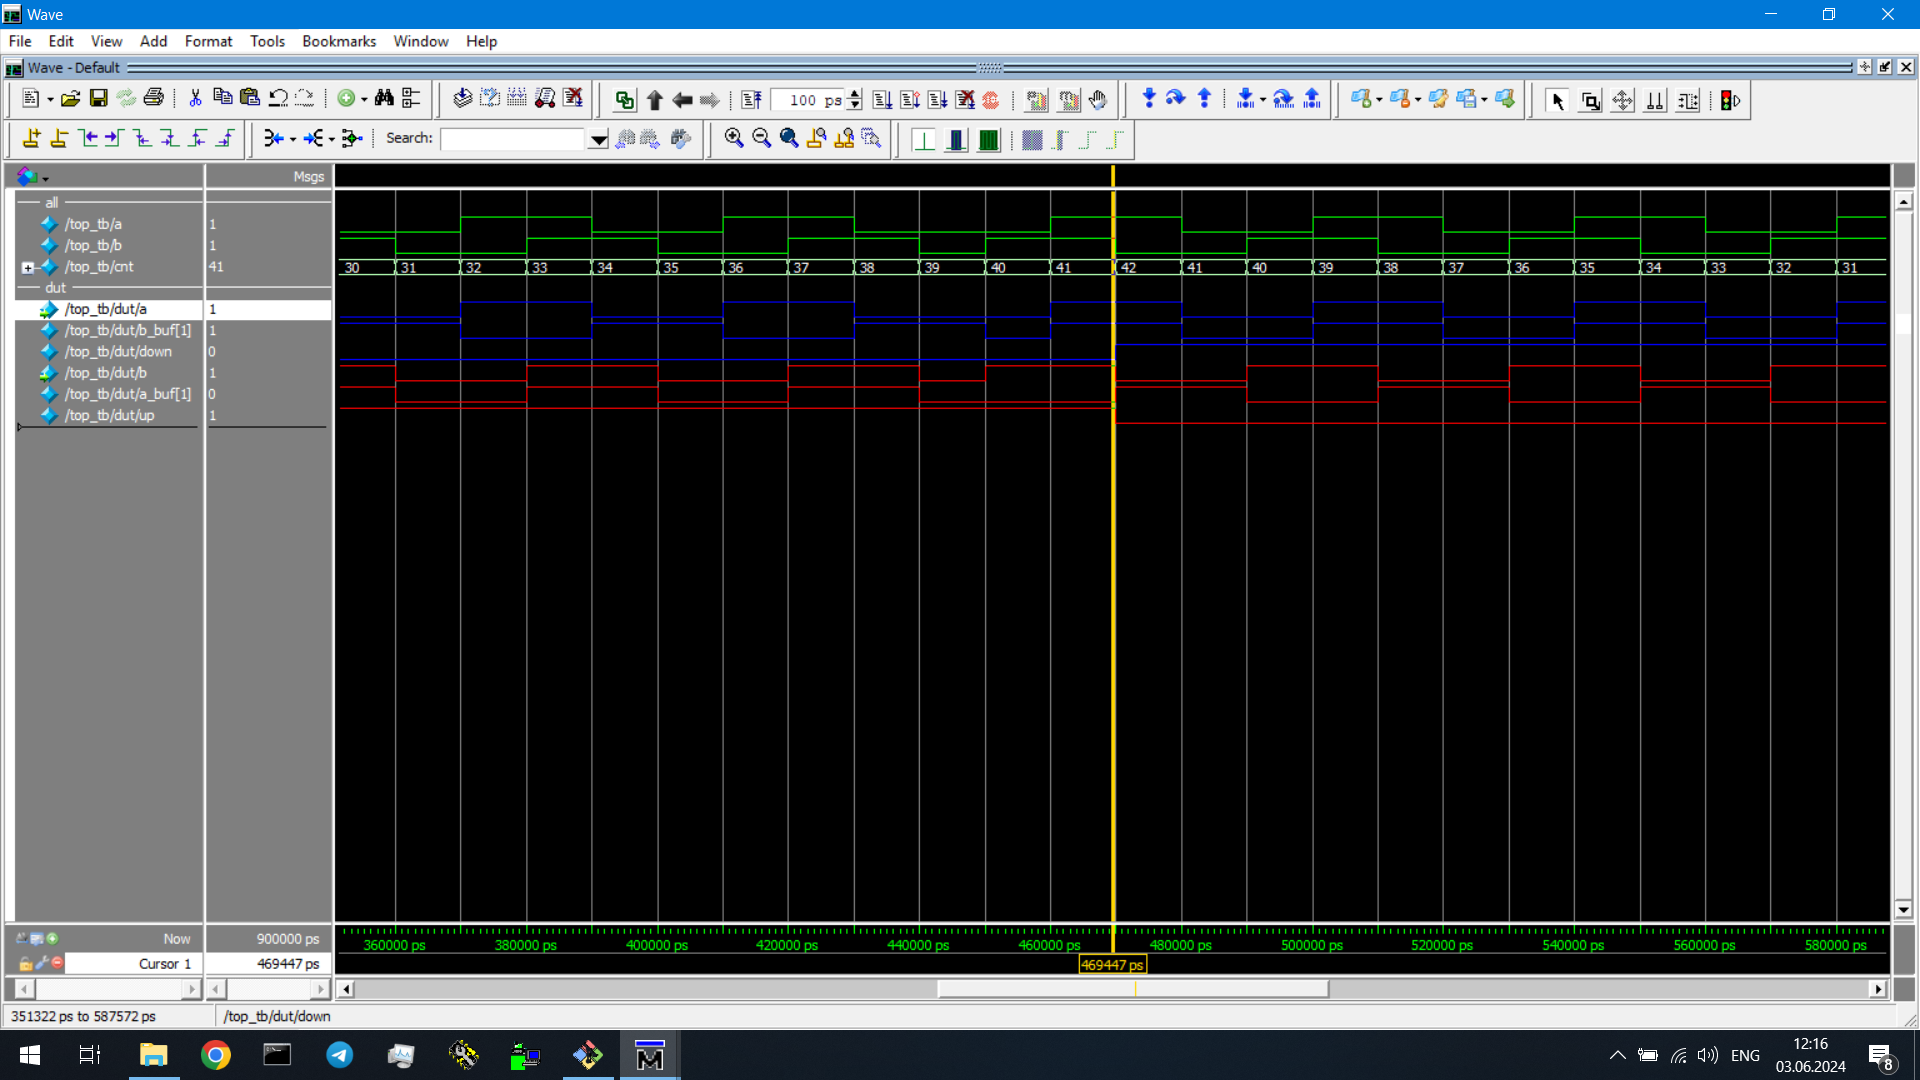 Wave
File Edit View Add Format Tools Bookmarks Window Help
Wave - Default
100 ps
Search:
Msgs
all
/top_tb/a 1
/top_tb/b 1
/top_tb/cnt 41 30 31 32 33 34 35 36 37 38 39 40 41 42 41 40 39 38 37 36 35 34 33 32 31
dut
/top_tb/dut/a 1
/top_tb/dut/b_buf[1] 1
/top_tb/dut/down 0
/top_tb/dut/b 1
/top_tb/dut/a_buf[1] 0
/top_tb/dut/up 1
Now 900000 ps 360000 ps 380000 ps 400000 ps 420000 ps 440000 ps 460000 ps 480000 ps 500000 ps 520000 ps 540000 ps 560000 ps 580000 ps
Cursor 1 469447 ps 469447 ps
351322 ps to 587572 ps /top_tb/dut/down
M
ENG
12:16
03.06.2024
8